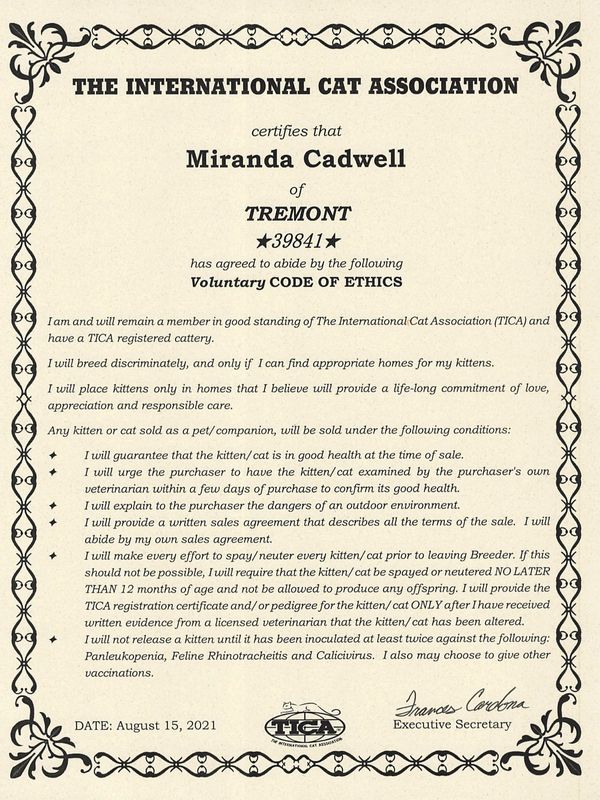 THE INTERNATIONAL CAT ASSOCIATION
certifies that
Miranda Cadwell
of
TREMONT
★39841★
has agreed to abide by the following
Voluntary CODE OF ETHICS
I am and will remain a member in good standing of The International Cat Association (TICA) and
have a TICA registered cattery.
I will breed discriminately, and only if I can find appropriate homes for my kittens.
I will place kittens only in homes that I believe will provide a life-long commitment of love,
appreciation and responsible care.
Any kitten or cat sold as a pet/companion, will be sold under the following conditions:
✦ I will guarantee that the kitten/cat is in good health at the time of sale.
✦ I will urge the purchaser to have the kitten/cat examined by the purchaser's own
veterinarian within a few days of purchase to confirm its good health.
✦ I will explain to the purchaser the dangers of an outdoor environment.
✦ I will provide a written sales agreement that describes all the terms of the sale. I will
abide by my own sales agreement.
✦ I will make every effort to spay/neuter every kitten/cat prior to leaving Breeder. If this
should not be possible, I will require that the kitten/cat be spayed or neutered NO LATER
THAN 12 months of age and not be allowed to produce any offspring. I will provide the
TICA registration certificate and/or pedigree for the kitten/cat ONLY after I have received
written evidence from a licensed veterinarian that the kitten/cat has been altered.
✦ I will not release a kitten until it has been inoculated at least twice against the following:
Panleukopenia, Feline Rhinotracheitis and Calicivirus. I also may choose to give other
vaccinations.
Frances Cardona
DATE: August 15, 2021
TICA
THE INTERNATIONAL CAT ASSOCIATION
Executive Secretary